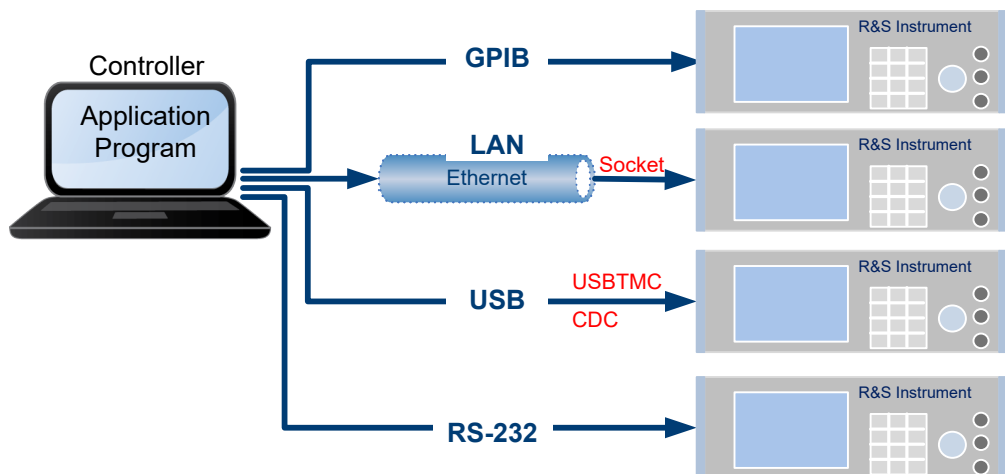 Controller
Application
Program
GPIB
R&S Instrument
LAN
Ethernet
Socket
R&S Instrument
USB
USBTMC
CDC
R&S Instrument
RS-232
R&S Instrument